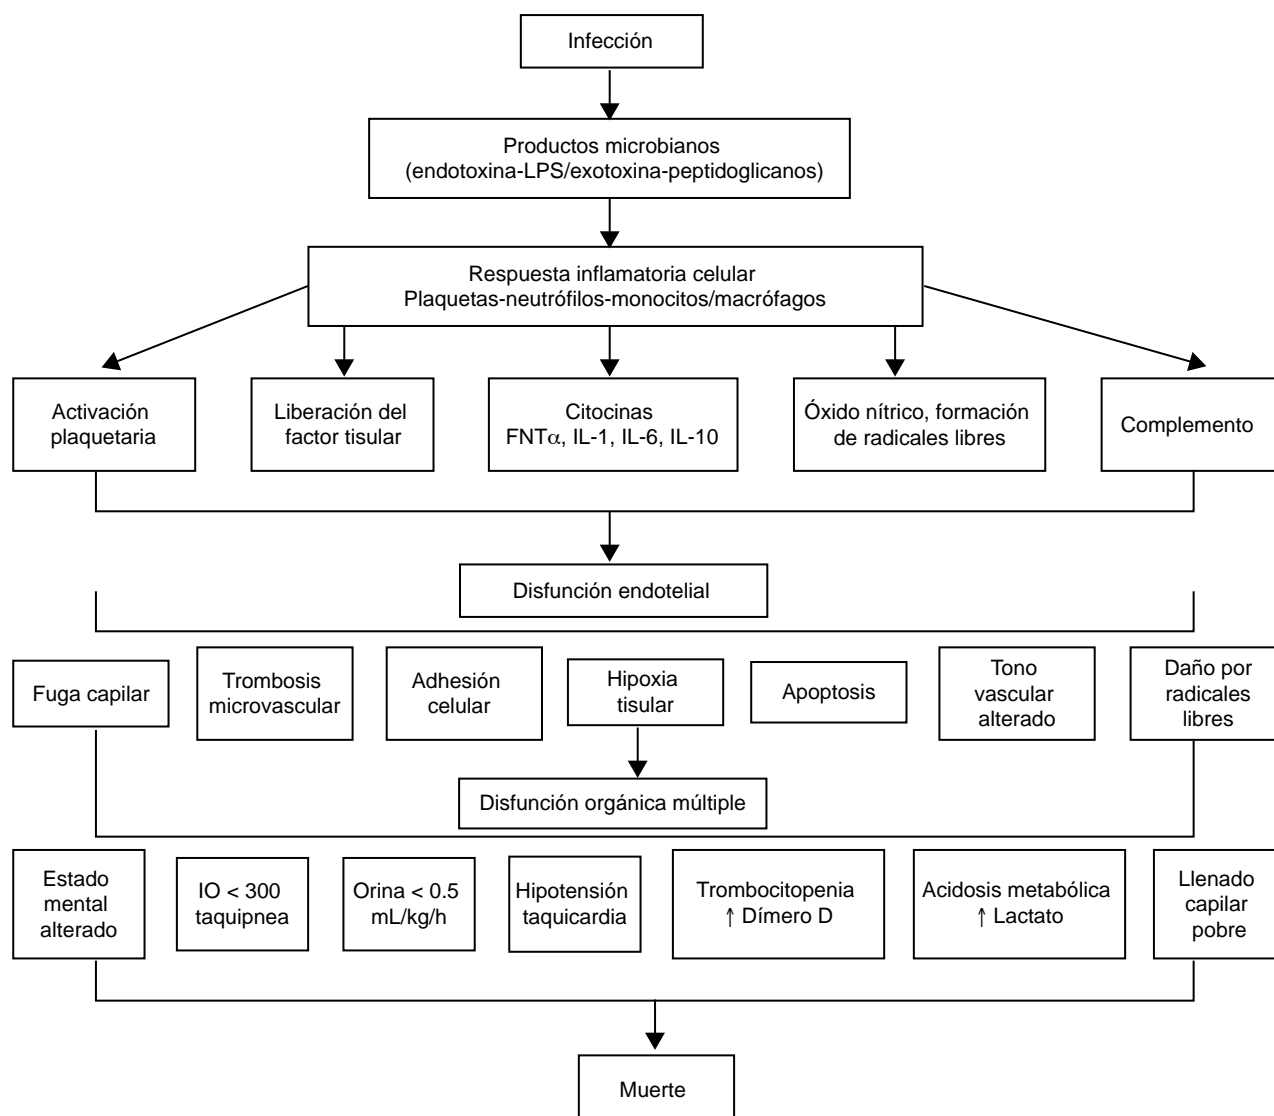 Infección
Productos microbianos
(endotoxina-LPS/exotoxina-peptidoglicanos)
Respuesta inflamatoria celular
Plaquetas-neutrófilos-monocitos/macrófagos
Activación
plaquetaria
Liberación del
factor tisular
Citocinas
FNTα, IL-1, IL-6, IL-10
Óxido nítrico, formación
de radicales libres
Complemento
Disfunción endotelial
Fuga capilar
Trombosis
microvascular
Adhesión
celular
Hipoxia
tisular
Apoptosis
Tono
vascular
alterado
Daño por
radicales
libres
Disfunción orgánica múltiple
Estado
mental
alterado
IO < 300
taquipnea
Orina < 0.5
mL/kg/h
Hipotensión
taquicardia
Trombocitopenia
↑ Dímero D
Acidosis metabólica
↑ Lactato
Llenado
capilar
pobre
Muerte